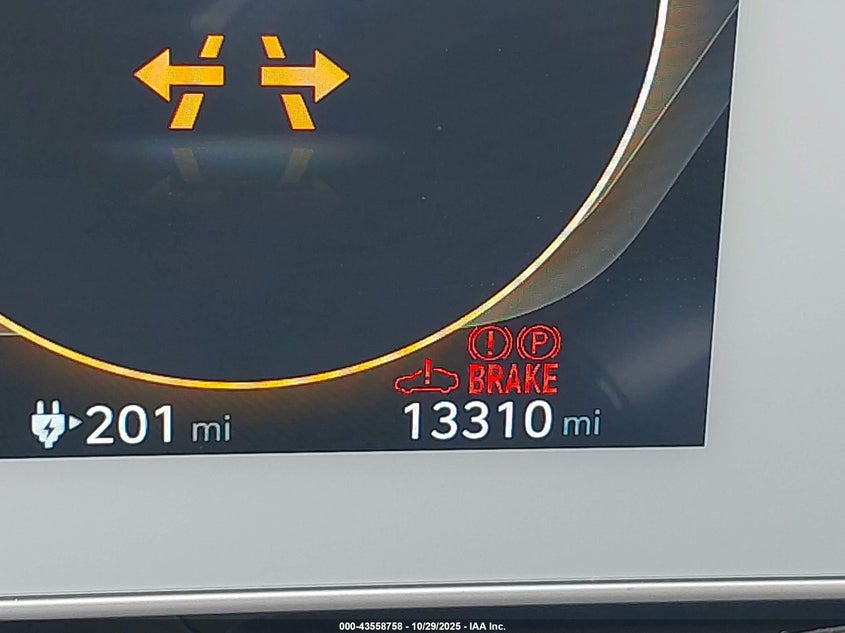 P
BRAKE
201 mi
13310 mi
000-43558758 - 10/29/2025 - IAA Inc.